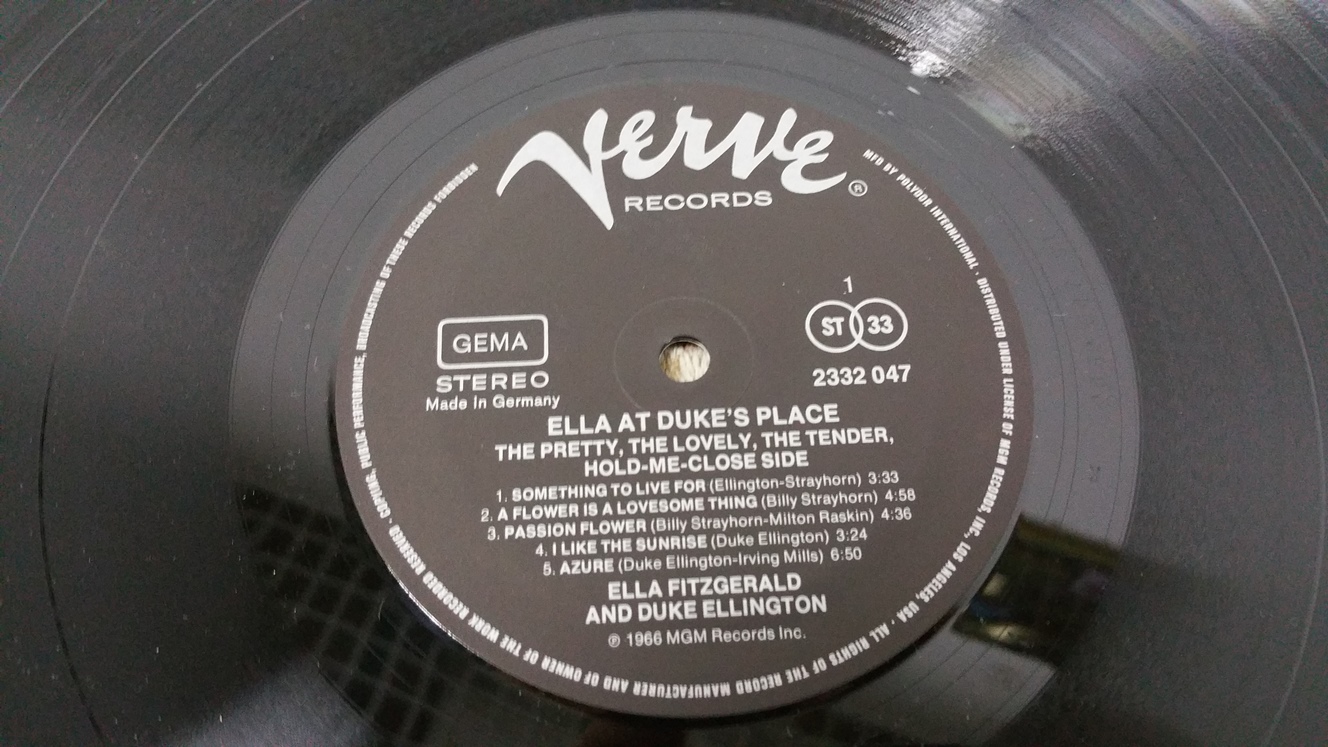 Verve
RECORDS
®
GEMA
STEREO
Made In Germany
1
ST 33
2332 047
ELLA AT DUKE'S PLACE
THE PRETTY, THE LOVELY, THE TENDER,
HOLD-ME-CLOSE SIDE
1. SOMETHING TO LIVE FOR (Ellington-Strayhorn) 3:33
2. A FLOWER IS A LOVESOME THING (Billy Strayhorn) 4:58
3. PASSION FLOWER (Billy Strayhorn-Milton Raskin) 4:36
4. I LIKE THE SUNRISE (Duke Ellington) 3:24
5. AZURE (Duke Ellington-Irving Mills) 6:50
ELLA FITZGERALD
AND DUKE ELLINGTON
℗ 1966 MGM Records Inc.
MFD BY POLYDOR INTERNATIONAL · DISTRIBUTED UNDER LICENSE OF MGM RECORDS, INC, LOS ANGELES, USA · ALL RIGHTS OF THE RECORD MANUFACTURER AND OF OWNER OF THE WORK RECORDED RESERVED · COPYING, PUBLIC PERFORMANCE, BROADCASTING OF THESE RECORDS FORBIDDEN